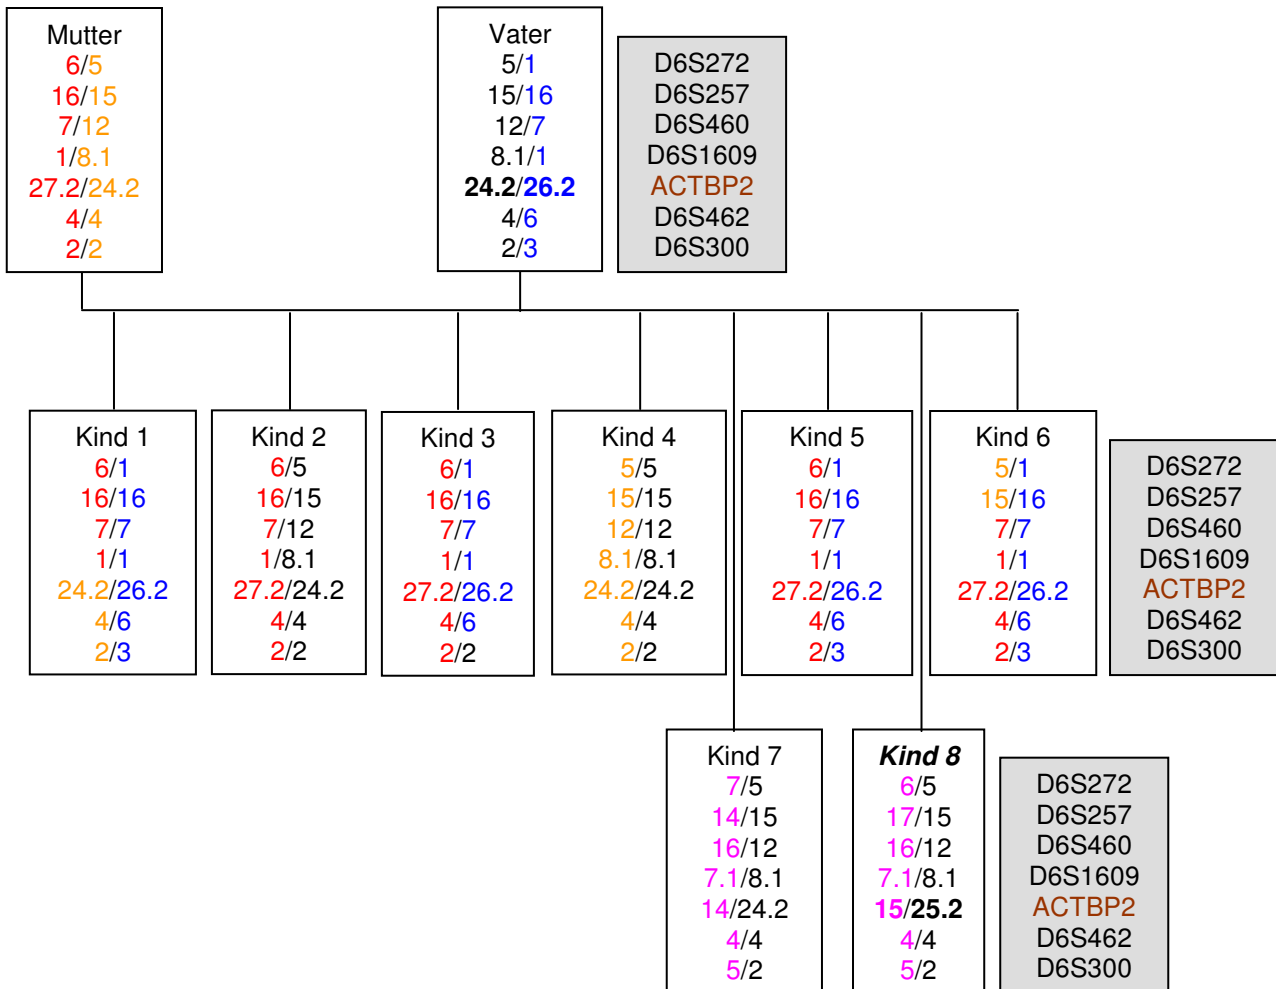 Mutter
6/5
16/15
7/12
1/8.1
27.2/24.2
4/4
2/2
Vater
5/1
15/16
12/7
8.1/1
24.2/26.2
4/6
2/3
D6S272
D6S257
D6S460
D6S1609
ACTBP2
D6S462
D6S300
Kind 1
6/1
16/16
7/7
1/1
24.2/26.2
4/6
2/3
Kind 2
6/5
16/15
7/12
1/8.1
27.2/24.2
4/4
2/2
Kind 3
6/1
16/16
7/7
1/1
27.2/26.2
4/6
2/2
Kind 4
5/5
15/15
12/12
8.1/8.1
24.2/24.2
4/4
2/2
Kind 5
6/1
16/16
7/7
1/1
27.2/26.2
4/6
2/3
Kind 6
5/1
15/16
7/7
1/1
27.2/26.2
4/6
2/3
D6S272
D6S257
D6S460
D6S1609
ACTBP2
D6S462
D6S300
Kind 7
7/5
14/15
16/12
7.1/8.1
14/24.2
4/4
5/2
Kind 8
6/5
17/15
16/12
7.1/8.1
15/25.2
4/4
5/2
D6S272
D6S257
D6S460
D6S1609
ACTBP2
D6S462
D6S300